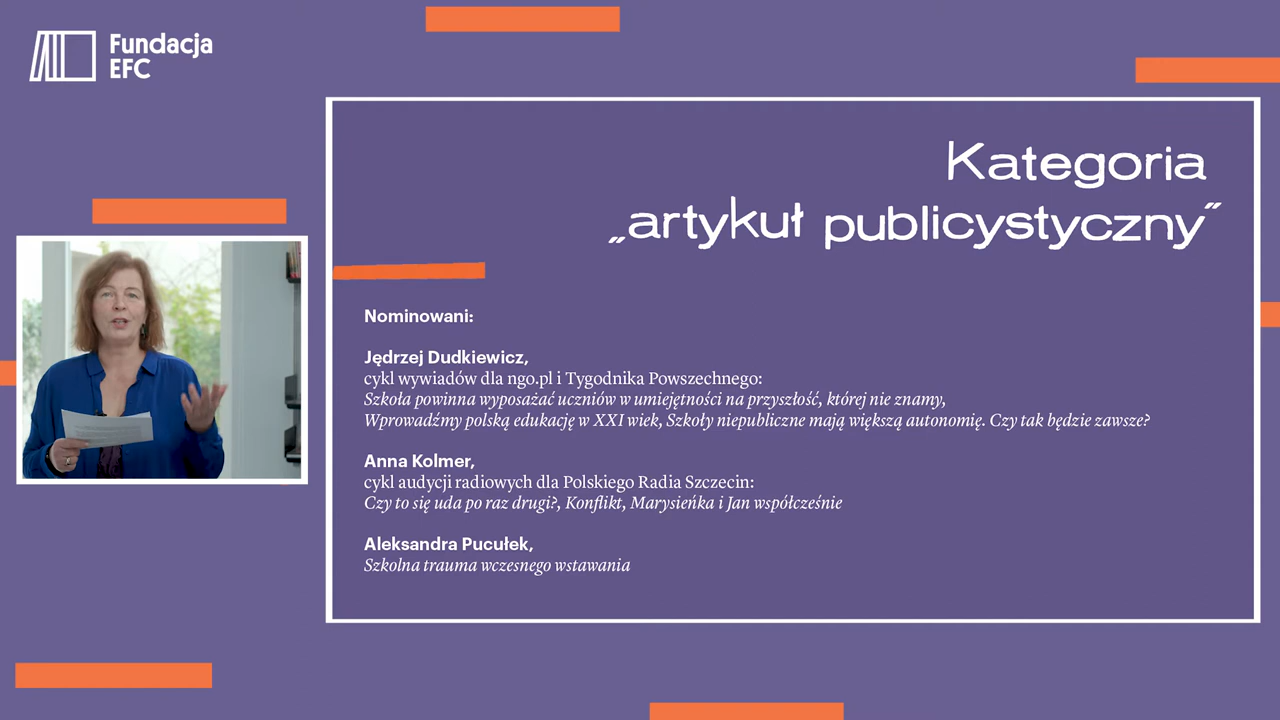 Fundacja
EFC
Kategoria
„artykuł publicystyczny”
Nominowani:
Jędrzej Dudkiewicz,
cykl wywiadów dla ngo.pl i Tygodnika Powszechnego:
Szkoła powinna wyposażać uczniów w umiejętności na przyszłość, której nie znamy,
Wprowadźmy polską edukację w XXI wiek, Szkoły niepubliczne mają większą autonomię. Czy tak będzie zawsze?
Anna Kolmer,
cykl audycji radiowych dla Polskiego Radia Szczecin:
Czy to się uda po raz drugi?, Konflikt, Marysieńka i Jan współcześnie
Aleksandra Pucułek,
Szkolna trauma wczesnego wstawania